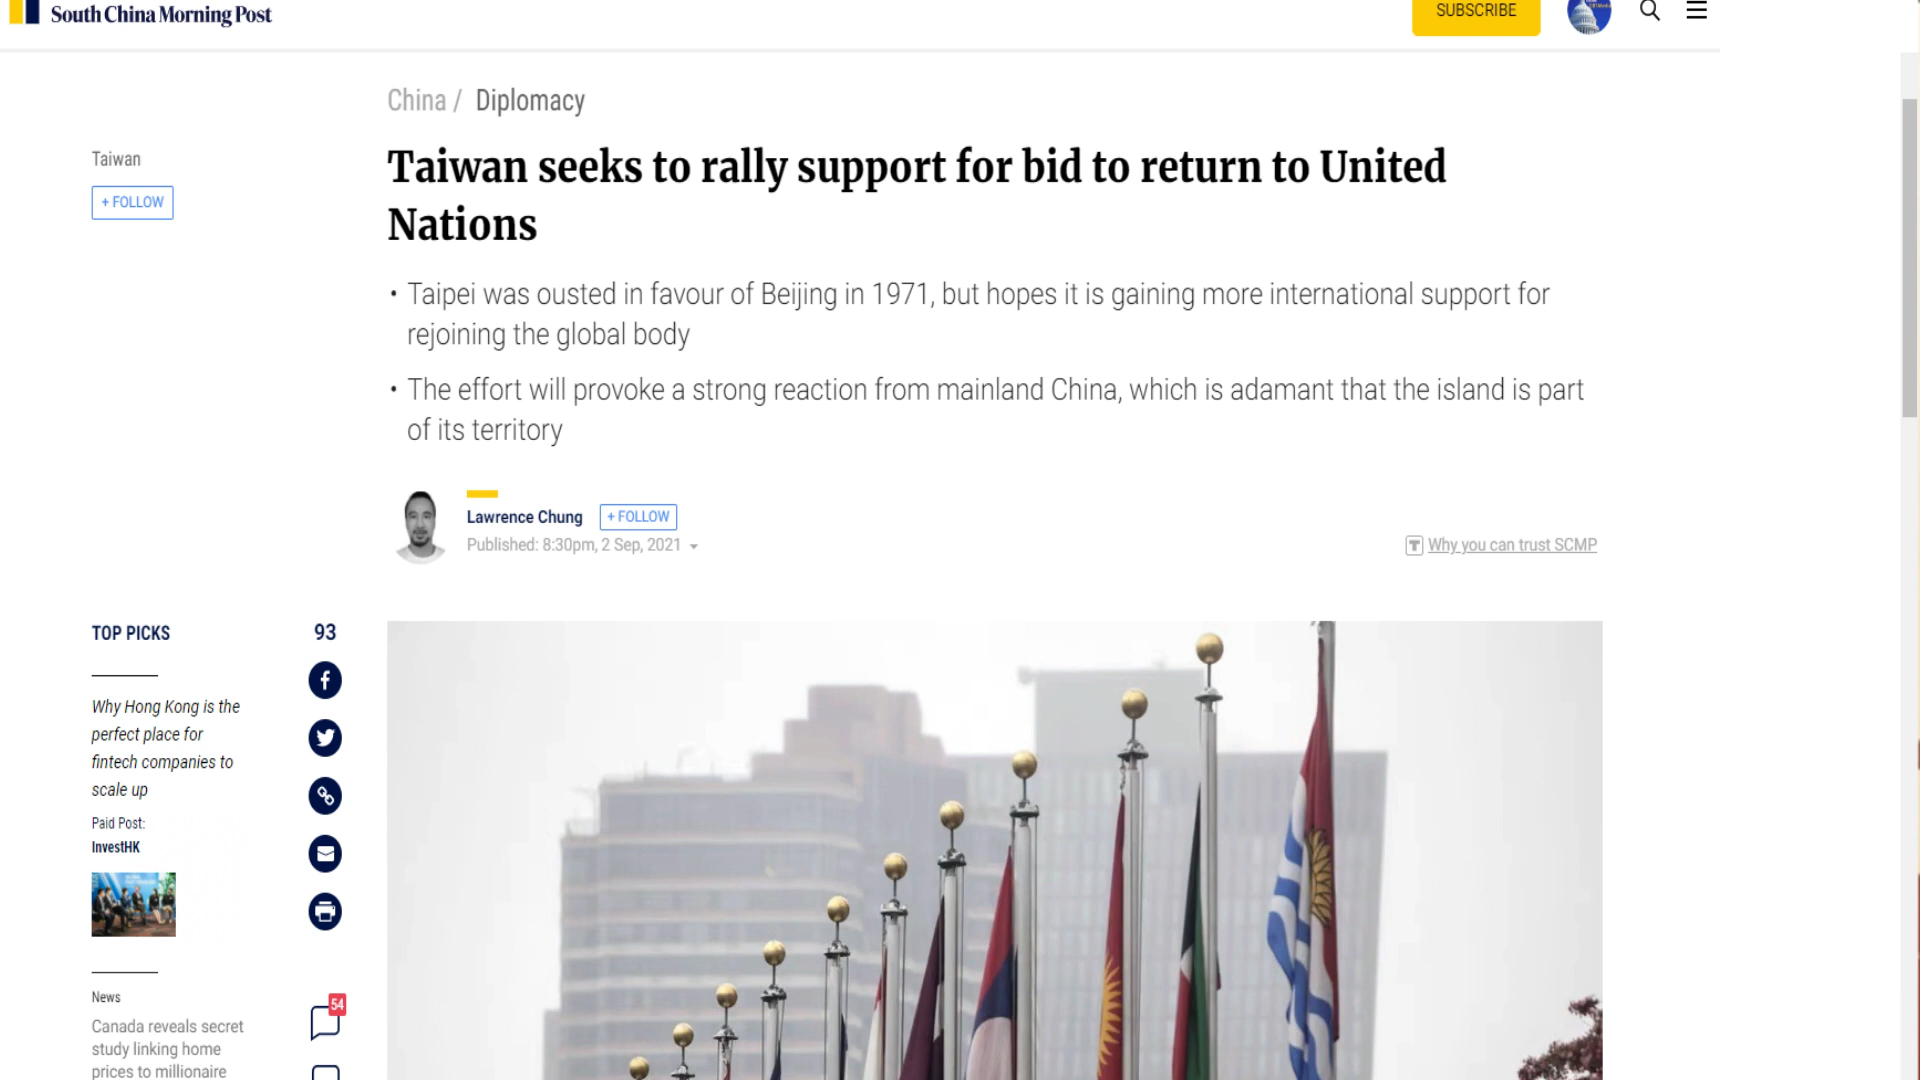 South China Morning Post
SUBSCRIBE
China / Diplomacy
Taiwan
+ FOLLOW
Taiwan seeks to rally support for bid to return to United
Nations
• Taipei was ousted in favour of Beijing in 1971, but hopes it is gaining more international support for
rejoining the global body
• The effort will provoke a strong reaction from mainland China, which is adamant that the island is part
of its territory
Lawrence Chung + FOLLOW
Published: 8:30pm, 2 Sep, 2021
Why you can trust SCMP
TOP PICKS
93
Why Hong Kong is the
perfect place for
fintech companies to
scale up
Paid Post:
InvestHK
54
News
Canada reveals secret
study linking home
prices to millionaire